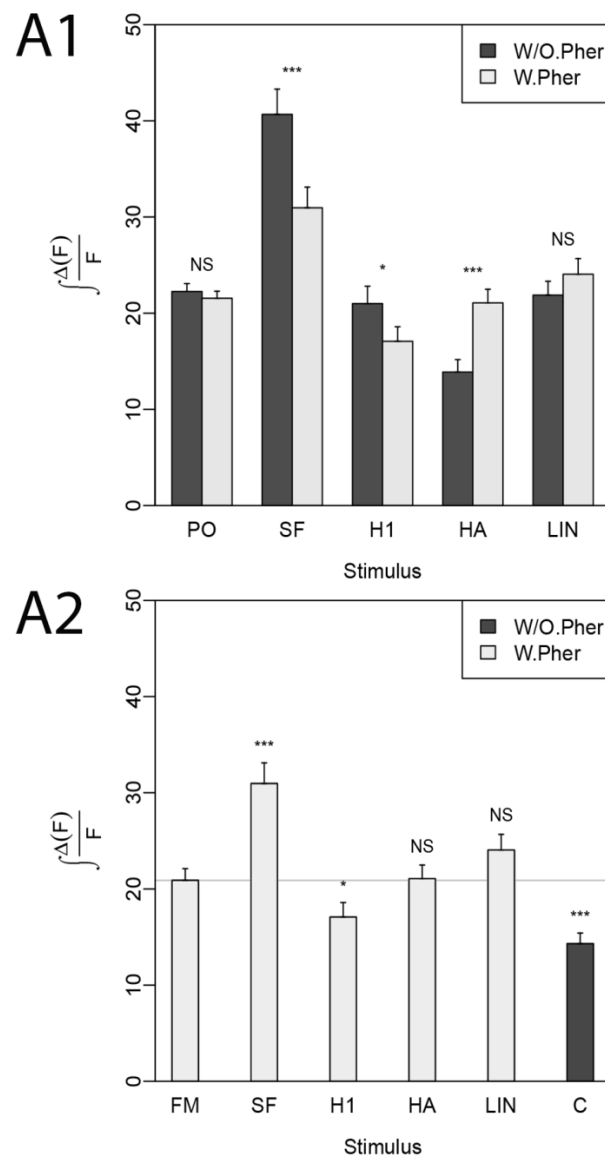 A1
W/O.Pher
W.Pher
50
40
30
20
10
0
∫Δ(F)/F
NS
***
*
***
NS
PO SF H1 HA LIN
Stimulus
A2
W/O.Pher
W.Pher
50
40
30
20
10
0
∫Δ(F)/F
***
*
NS
NS
***
FM SF H1 HA LIN C
Stimulus